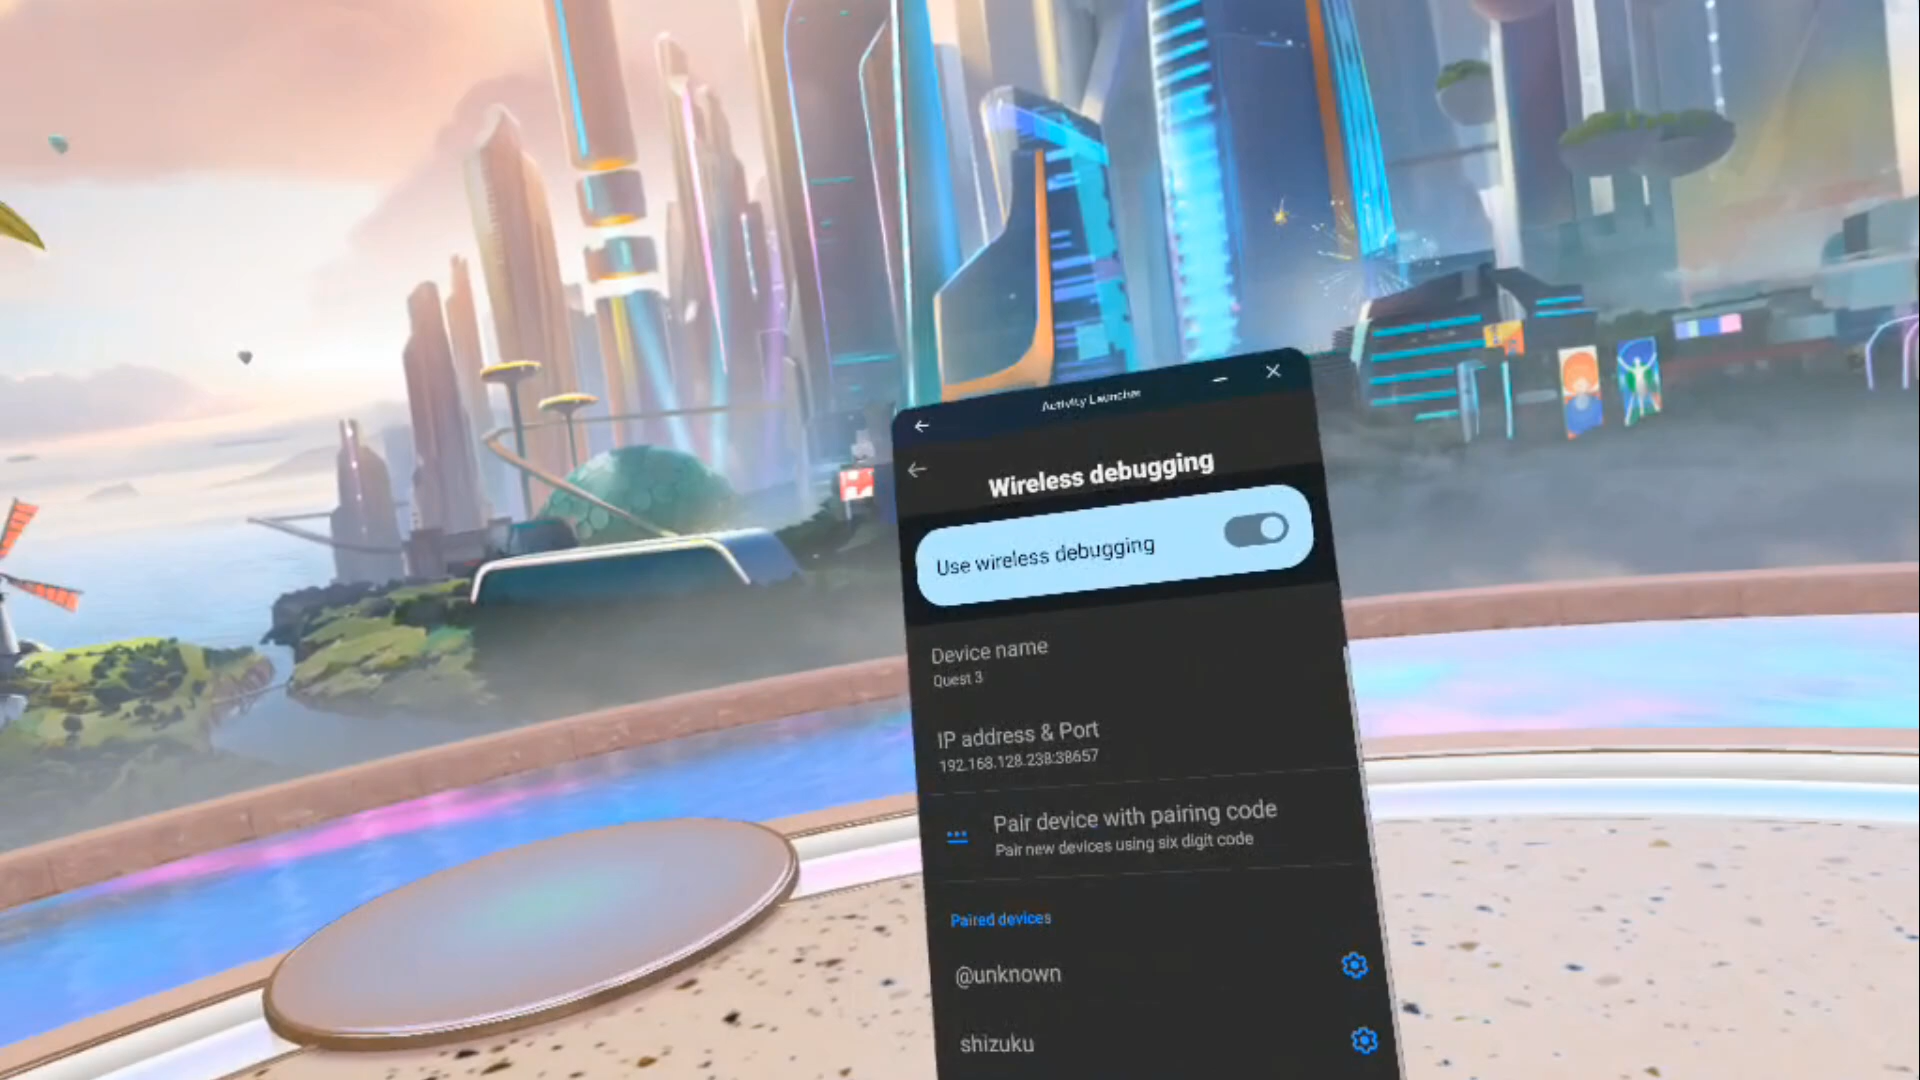 Activity Launcher
Wireless debugging
Use wireless debugging
Device name
Quest 3
IP address & Port
192.168.128.238:38657
Pair device with pairing code
Pair new devices using six digit code
Paired devices
@unknown
shizuku